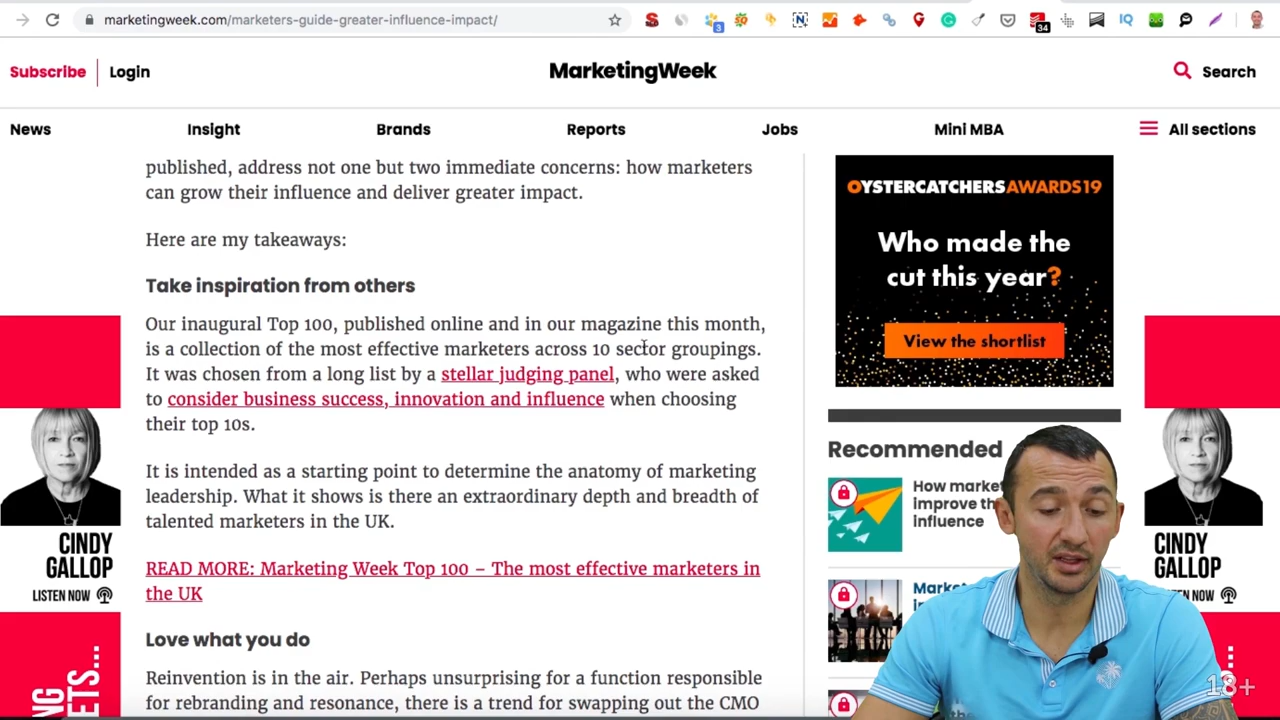 marketingweek.com/marketers-guide-greater-influence-impact/
3
34
Subscribe
Login
MarketingWeek
Search
News
Insight
Brands
Reports
Jobs
Mini MBA
All sections
published, address not one but two immediate concerns: how marketers
can grow their influence and deliver greater impact.
Here are my takeaways:
Take inspiration from others
Our inaugural Top 100, published online and in our magazine this month,
is a collection of the most effective marketers across 10 sector groupings.
It was chosen from a long list by a stellar judging panel, who were asked
to consider business success, innovation and influence when choosing
their top 10s.
It is intended as a starting point to determine the anatomy of marketing
leadership. What it shows is there an extraordinary depth and breadth of
talented marketers in the UK.
READ MORE: Marketing Week Top 100 – The most effective marketers in
the UK
Love what you do
Reinvention is in the air. Perhaps unsurprising for a function responsible
for rebranding and resonance, there is a trend for swapping out the CMO
OYSTERCATCHERSAWARDS19
Who made the
cut this year?
View the shortlist
Recommended
How market
improve th
influence
Market
CINDY
GALLOP
LISTEN NOW
CINDY
GALLOP
LISTEN NOW
18+